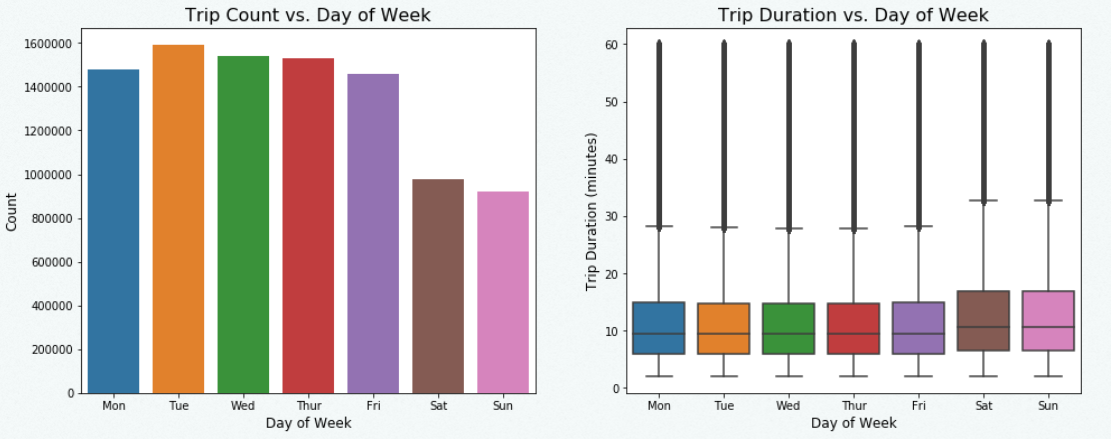 Trip Count vs. Day of Week
1600000
1400000
1200000
1000000
800000
600000
400000
200000
0
Count
Mon Tue Wed Thur Fri Sat Sun
Day of Week
Trip Duration vs. Day of Week
60
50
40
30
20
10
0
Trip Duration (minutes)
Mon Tue Wed Thur Fri Sat Sun
Day of Week